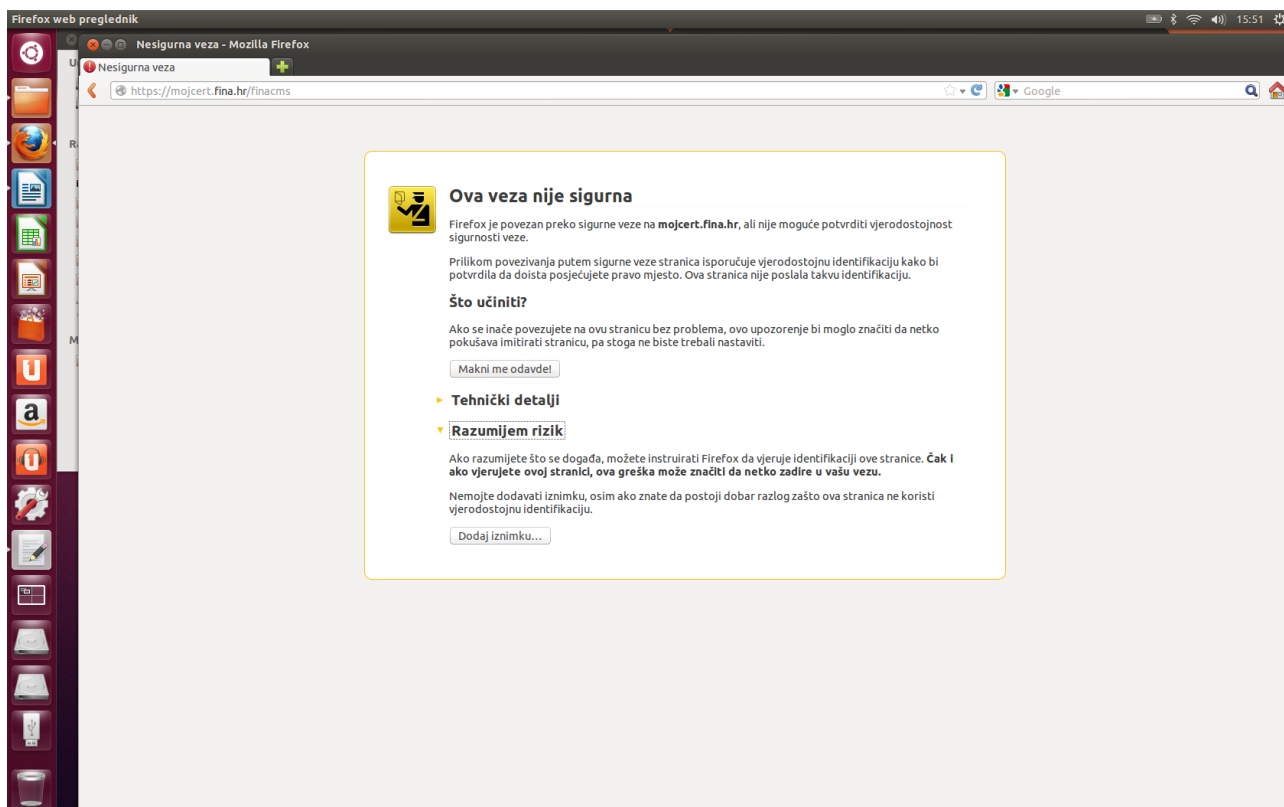 Firefox web preglednik
15:51
Nesigurna veza - Mozilla Firefox
Nesigurna veza
https://mojcert.fina.hr/finacms
Google
Ova veza nije sigurna
Firefox je povezan preko sigurne veze na mojcert.fina.hr, ali nije moguće potvrditi vjerodostojnost
sigurnosti veze.
Prilikom povezivanja putem sigurne veze stranica isporučuje vjerodostojnu identifikaciju kako bi
potvrdila da doista posjećujete pravo mjesto. Ova stranica nije poslala takvu identifikaciju.
Što učiniti?
Ako se inače povezujete na ovu stranicu bez problema, ovo upozorenje bi moglo značiti da netko
pokušava imitirati stranicu, pa stoga ne biste trebali nastaviti.
Makni me odavde!
Tehnički detalji
Razumijem rizik
Ako razumijete što se događa, možete instruirati Firefox da vjeruje identifikaciji ove stranice. Čak i
ako vjerujete ovoj stranici, ova greška može značiti da netko zadire u vašu vezu.
Nemojte dodavati iznimku, osim ako znate da postoji dobar razlog zašto ova stranica ne koristi
vjerodostojnu identifikaciju.
Dodaj iznimku...